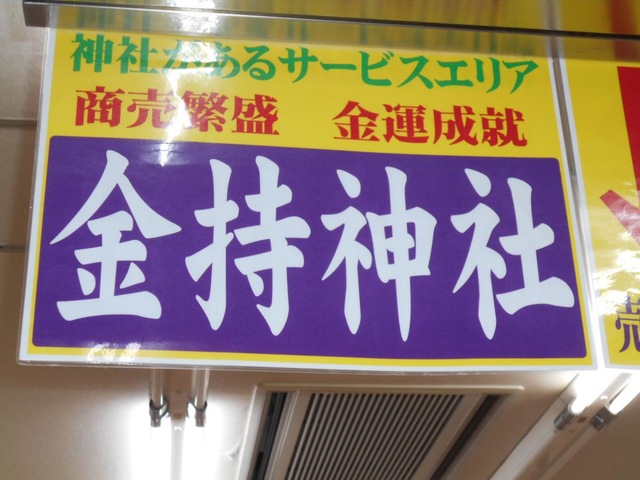 神社があるサービスエリア
商売繁盛　金運成就
金持神社
売